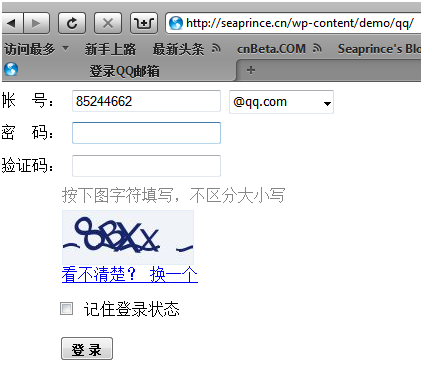 http://seaprince.cn/wp-content/demo/qq/
访问最多 新手上路 最新头条 cnBeta.COM Seaprince's Blo
登录QQ邮箱
帐 号： 85244662 @qq.com
密 码：
验证码：
按下图字符填写，不区分大小写
8BXx
看不清楚？ 换一个
记住登录状态
登 录